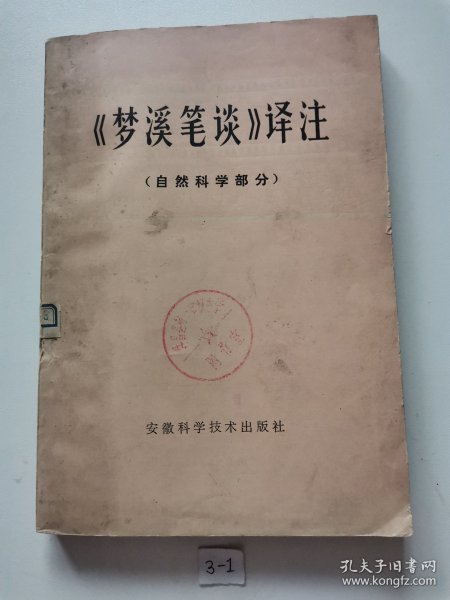 《梦溪笔谈》译注
（自然科学部分）
安徽科学技术出版社
3-1
孔夫子旧书网
www.kongfz.com